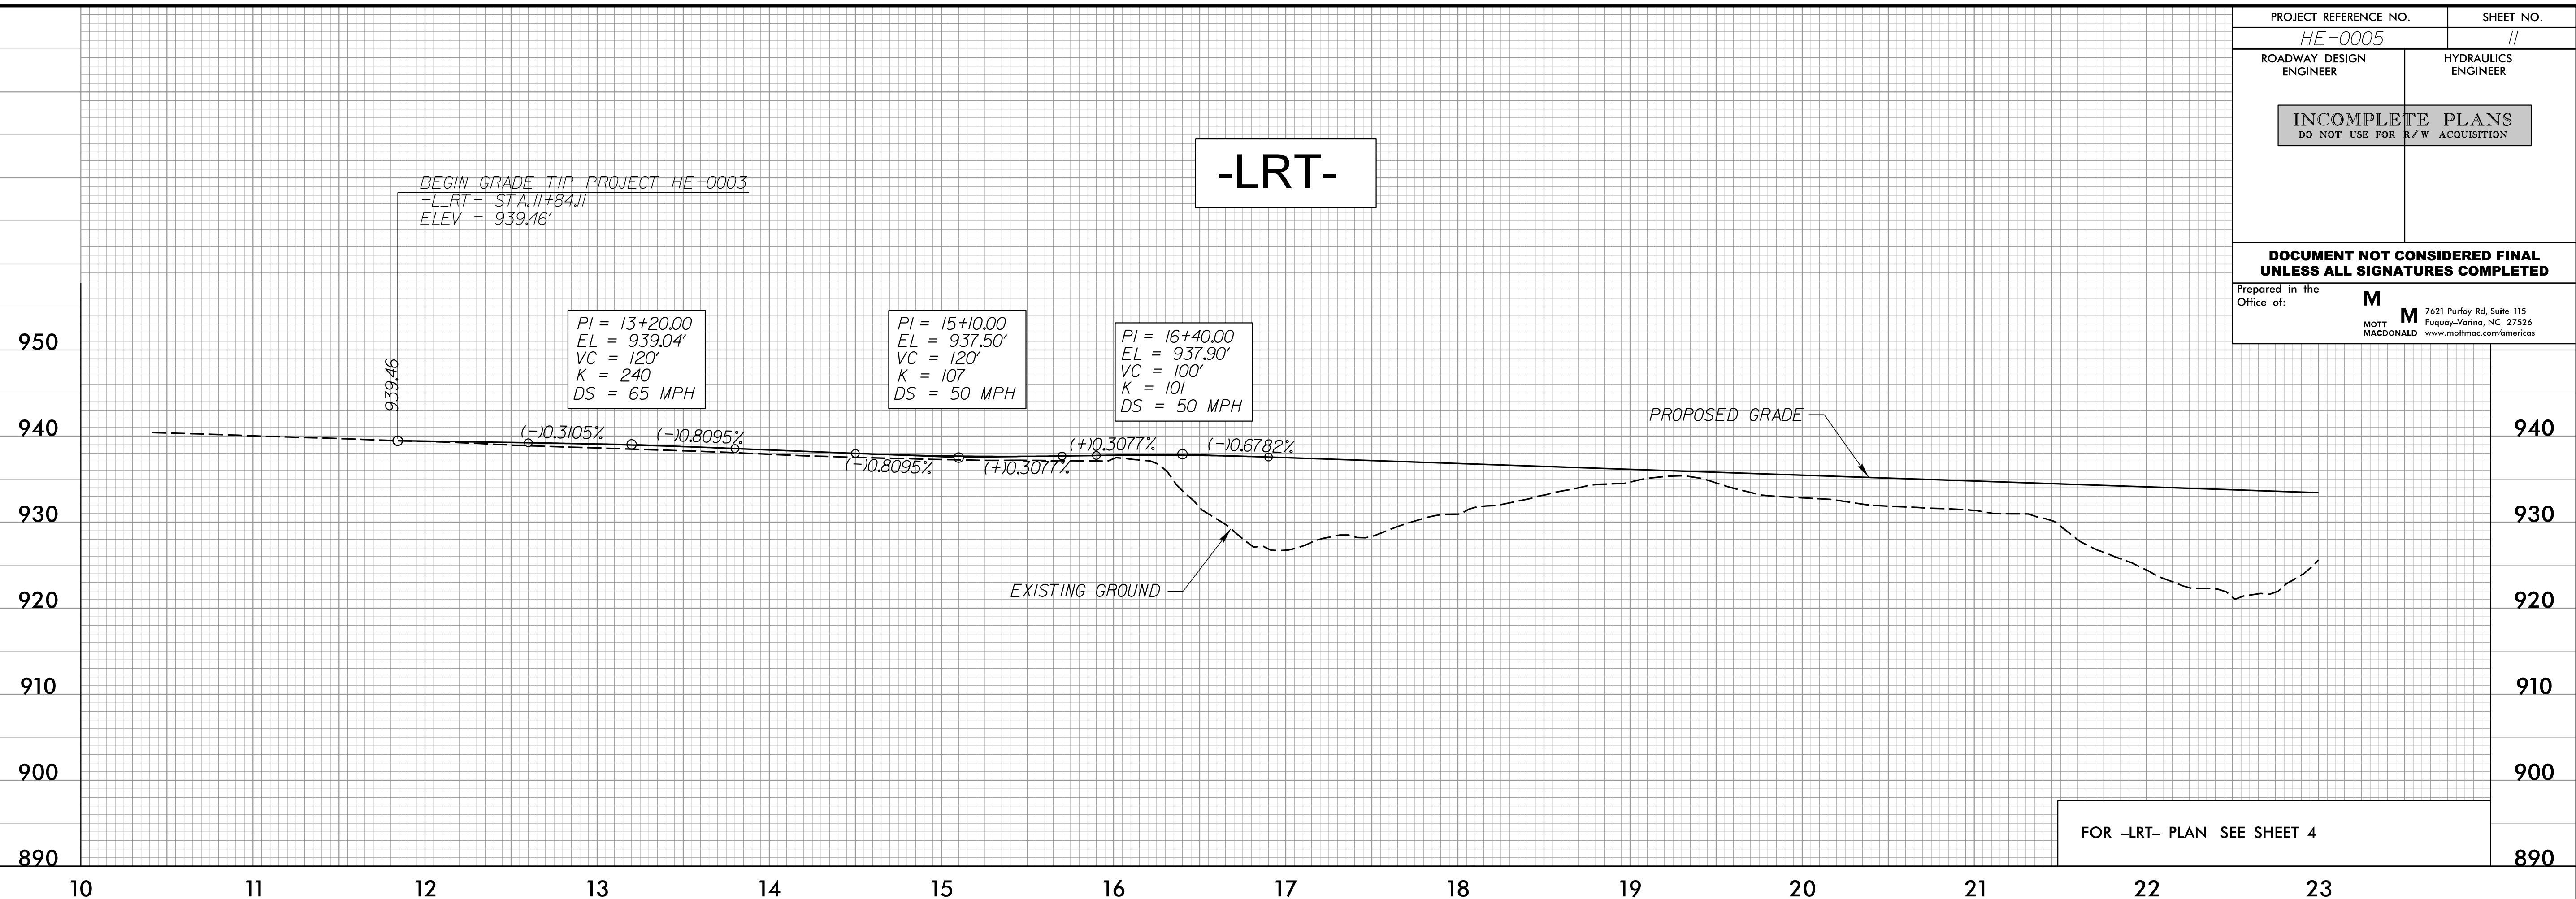 PROJECT REFERENCE NO.
SHEET NO.
HE-0005
11
ROADWAY DESIGN
ENGINEER
HYDRAULICS
ENGINEER
INCOMPLETE PLANS
DO NOT USE FOR R/W ACQUISITION
DOCUMENT NOT CONSIDERED FINAL
UNLESS ALL SIGNATURES COMPLETED
Prepared in the
Office of:
M
M
MOTT
MACDONALD
7621 Purfoy Rd, Suite 115
Fuquay-Varina, NC 27526
www.mottmac.com/americas
-LRT-
BEGIN GRADE TIP PROJECT HE-0003
-L_RT- STA.11+84.11
ELEV = 939.46'
939.46
PI = 13+20.00
EL = 939.04'
VC = 120'
K = 240
DS = 65 MPH
PI = 15+10.00
EL = 937.50'
VC = 120'
K = 107
DS = 50 MPH
PI = 16+40.00
EL = 937.90'
VC = 100'
K = 101
DS = 50 MPH
(-)0.3105%
(-)0.8095%
(-)0.8095%
(+)0.3077%
(+)0.3077%
(-)0.6782%
PROPOSED GRADE
EXISTING GROUND
950
940
930
920
910
900
890
940
930
920
910
900
890
FOR -LRT- PLAN SEE SHEET 4
10 11 12 13 14 15 16 17 18 19 20 21 22 23